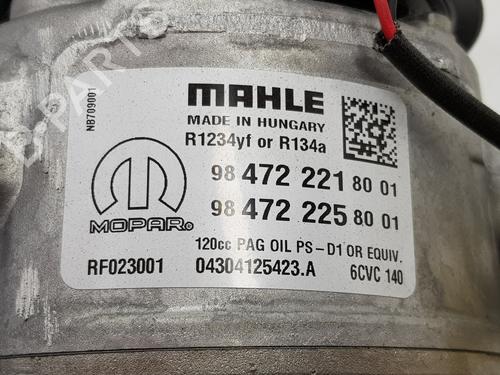 NB709001
MAHLE
MADE IN HUNGARY
R1234yf or R134a
98 472 221 80 01
98 472 225 80 01
MOPAR®
120cc PAG OIL PS-D1 OR EQUIV.
RF023001 04304125423.A 6CVC 140